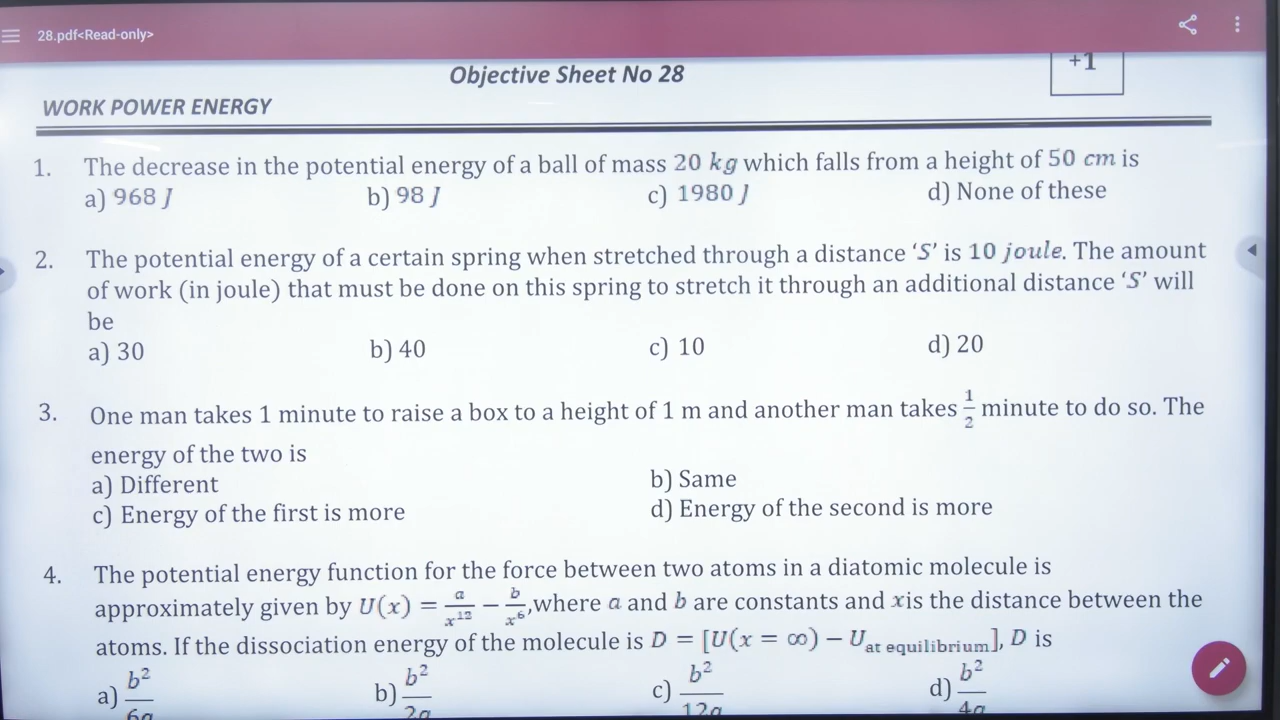 28.pdf<Read-only>
Objective Sheet No 28
+1
WORK POWER ENERGY
1. The decrease in the potential energy of a ball of mass 20 kg which falls from a height of 50 cm is
a) 968 J b) 98 J c) 1980 J d) None of these
2. The potential energy of a certain spring when stretched through a distance 'S' is 10 joule. The amount
of work (in joule) that must be done on this spring to stretch it through an additional distance 'S' will
be
a) 30 b) 40 c) 10 d) 20
3. One man takes 1 minute to raise a box to a height of 1 m and another man takes 1/2 minute to do so. The
energy of the two is
a) Different b) Same
c) Energy of the first is more d) Energy of the second is more
4. The potential energy function for the force between two atoms in a diatomic molecule is
approximately given by U(x) = a/x¹² − b/x⁶,where a and b are constants and xis the distance between the
atoms. If the dissociation energy of the molecule is D = [U(x = ∞) − U at equilibrium], D is
a) b²/6a b) b²/2a c) b²/12a d) b²/4a